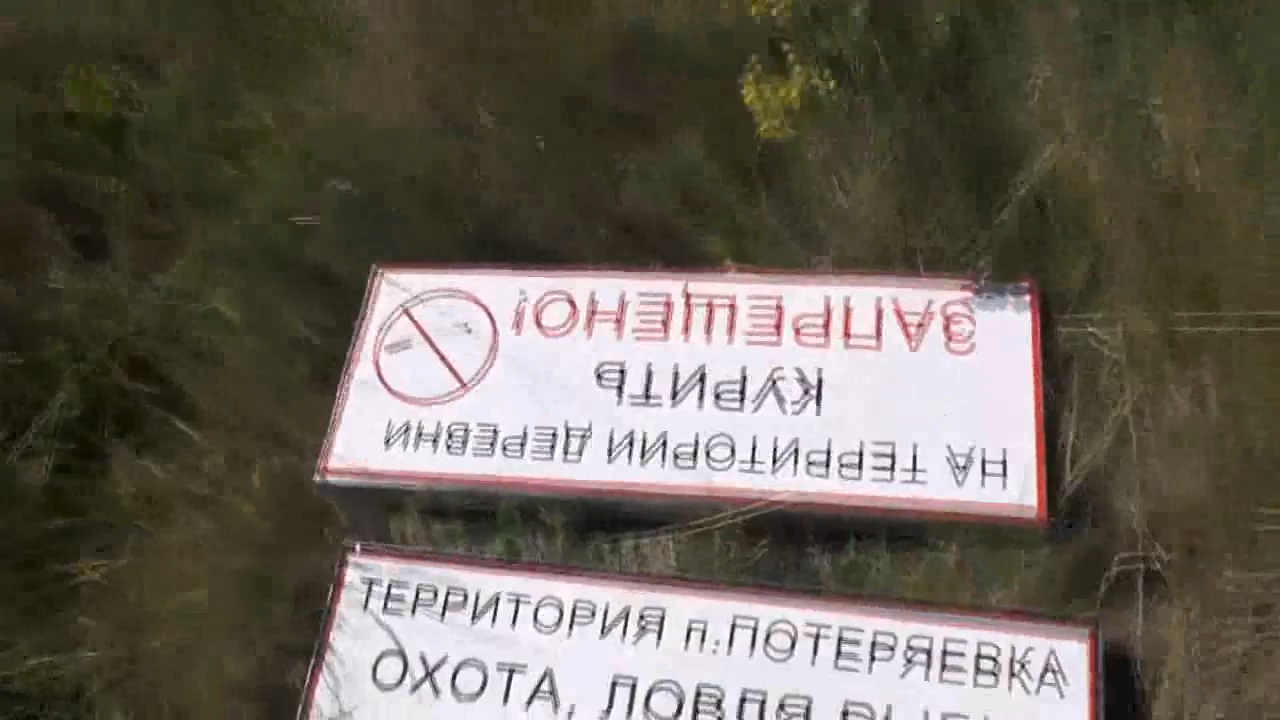 НА ТЕРРИТОРИИ ДЕРЕВНИ
КУРИТЬ
ЗАПРЕЩЕНО!
ТЕРРИТОРИЯ п.ПОТЕРЯЕВКА
ОХОТА, ЛОВЛЯ